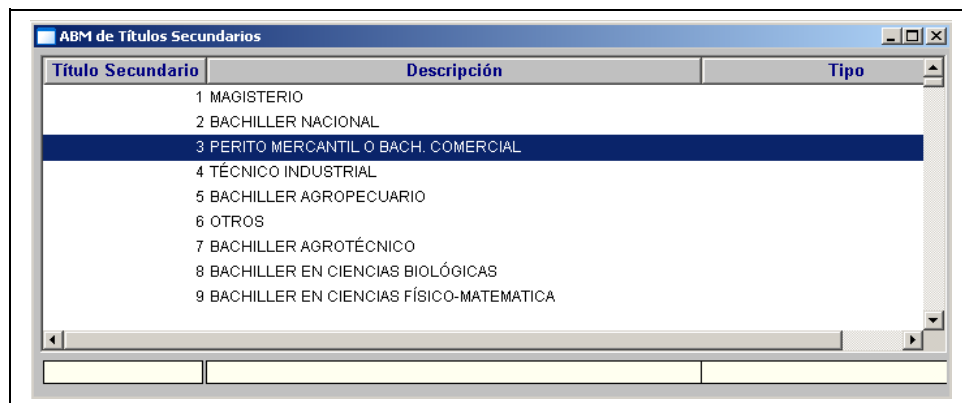 ABM de Títulos Secundarios
Título Secundario Descripción Tipo
1 MAGISTERIO
2 BACHILLER NACIONAL
3 PERITO MERCANTIL O BACH. COMERCIAL
4 TÉCNICO INDUSTRIAL
5 BACHILLER AGROPECUARIO
6 OTROS
7 BACHILLER AGROTÉCNICO
8 BACHILLER EN CIENCIAS BIOLÓGICAS
9 BACHILLER EN CIENCIAS FÍSICO-MATEMATICA